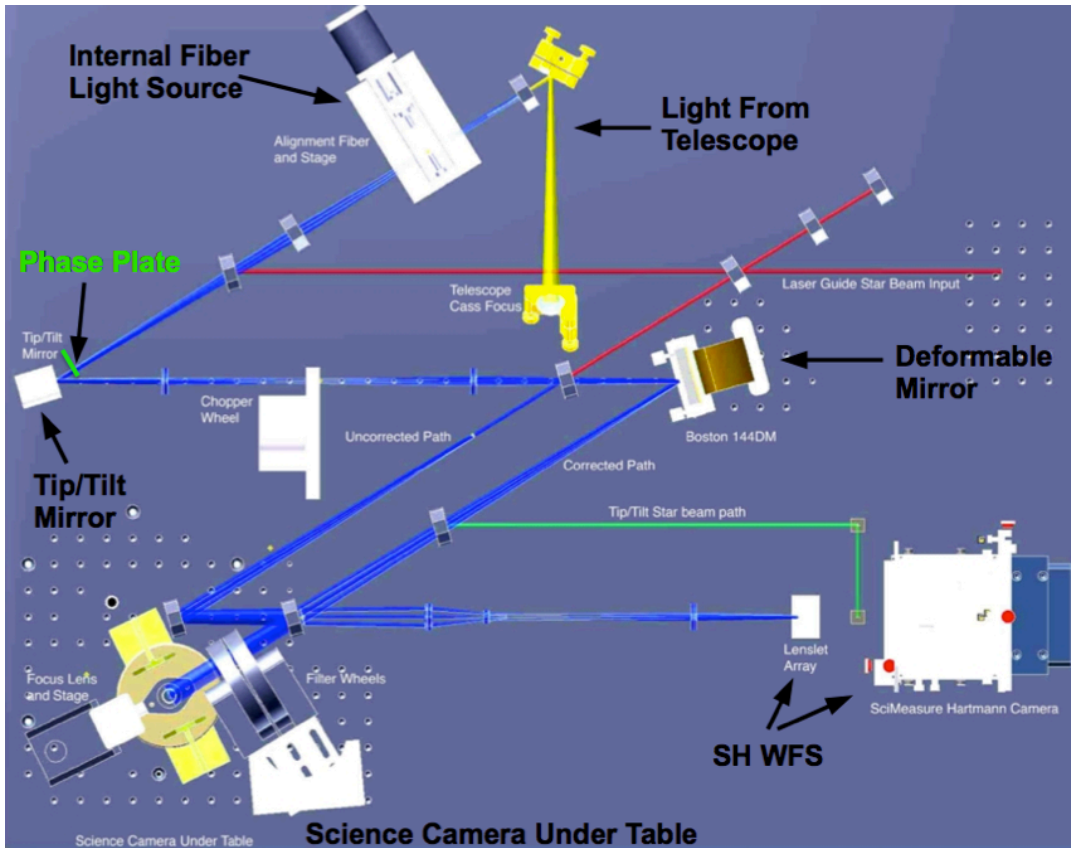 Internal Fiber
Light Source
Alignment Fiber
and Stage
Light From
Telescope
Phase Plate
Telescope
Cass Focus
Laser Guide Star Beam Input
Tip/Tilt
Mirror
Deformable
Mirror
Chopper
Wheel
Uncorrected Path
Boston 144DM
Corrected Path
Tip/Tilt
Mirror
Tip/Tilt Star beam path
Lenslet
Array
Focus Lens
and Stage
Filter Wheels
SciMeasure Hartmann Camera
SH WFS
Science Camera Under Table
Science Camera Under Table